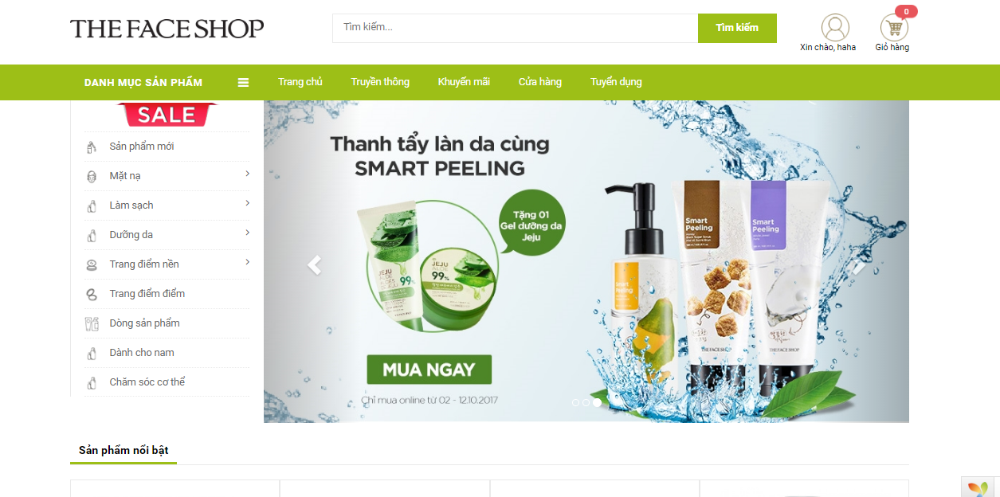 THE FACE SHOP
Tìm kiếm...
Tìm kiếm
0
Xin chào, haha
Giỏ hàng
DANH MỤC SẢN PHẨM
Trang chủ
Truyền thông
Khuyến mãi
Cửa hàng
Tuyển dụng
SALE
Sản phẩm mới
Mặt nạ
Làm sạch
Dưỡng da
Trang điểm nền
Trang điểm điểm
Dòng sản phẩm
Dành cho nam
Chăm sóc cơ thể
Thanh tẩy làn da cùng
SMART PEELING
Tặng 01
Gel dưỡng da
Jeju
JEJU
ALOE
99%
JEJU
ALOE
99%
Smart
Peeling
Smart
Peeling
Smart
Peeling
THE FACE SHOP
THE FACE SHOP
MUA NGAY
Chỉ mua online từ 02 - 12.10.2017
Sản phẩm nổi bật